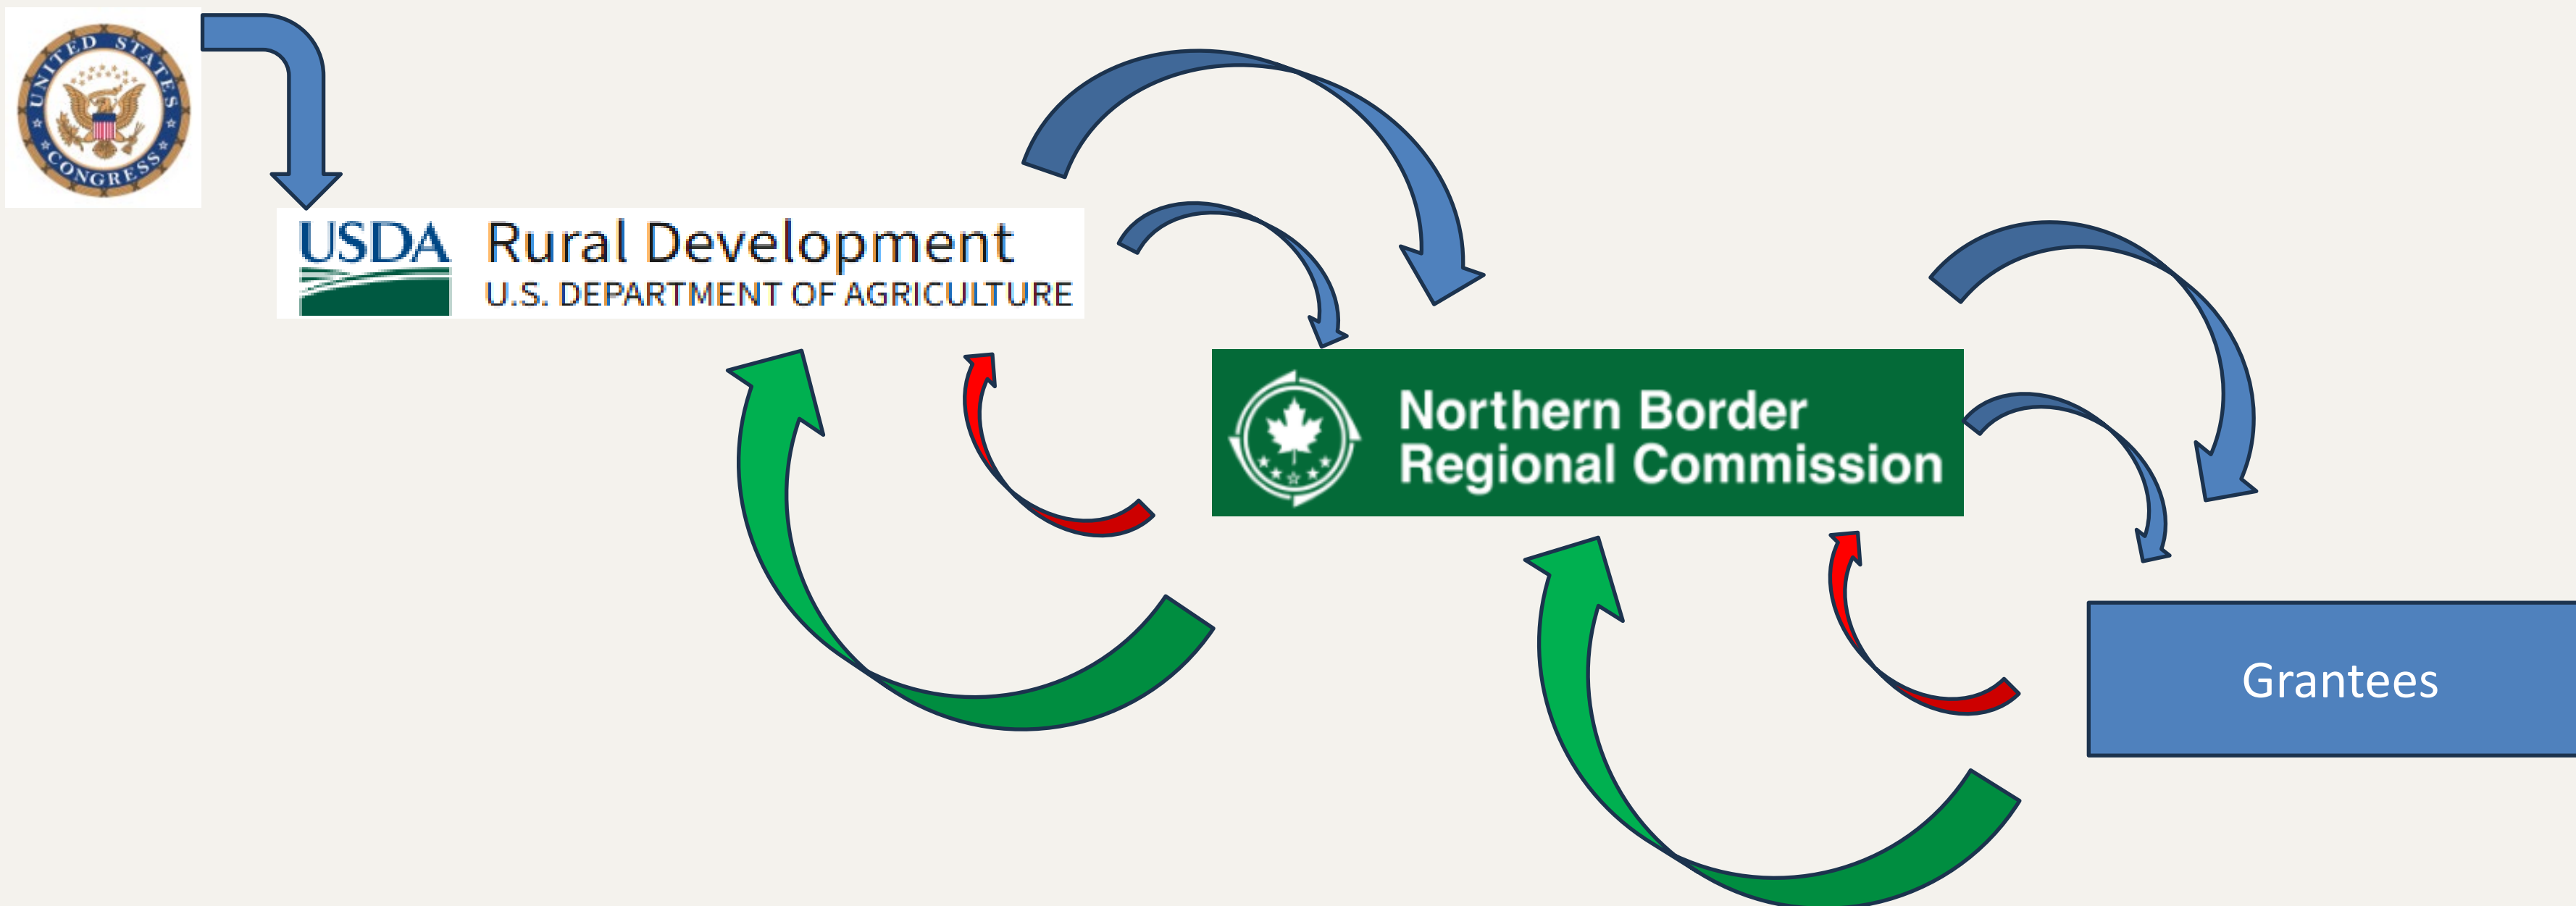 UNITED STATES
CONGRESS
USDA Rural Development
U.S. DEPARTMENT OF AGRICULTURE
Northern Border
Regional Commission
Grantees